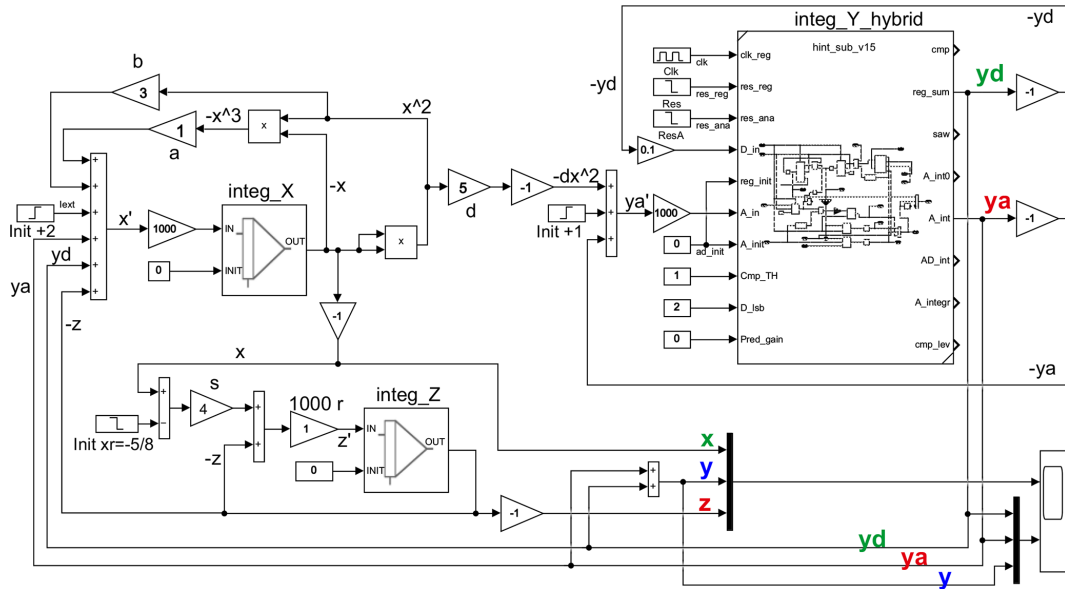 integ_Y_hybrid
-yd
hint_sub_v15
cmp
b
3
x^2
-x^3
1
a
x
clk
clk_reg
Clk
res_reg
res_reg
Res
res_ana
res_ana
ResA
-yd
0.1
D_in
reg_sum
yd
-1
saw
A_int0
integ_X
-x
5
d
-1
-dx^2
reg_init
Iext
Init +2
x'
1000
IN
OUT
0
INIT
x
Init +1
ya'
1000
A_in
A_int
ya
-1
0
ad_init
A_init
yd
ya
-z
1
Cmp_TH
AD_int
2
D_lsb
A_integr
0
Pred_gain
cmp_lev
-1
x
-ya
s
4
Init xr=-5/8
1000 r
1
z'
integ_Z
IN
OUT
0
INIT
-z
x
y
z
-1
yd
ya
y